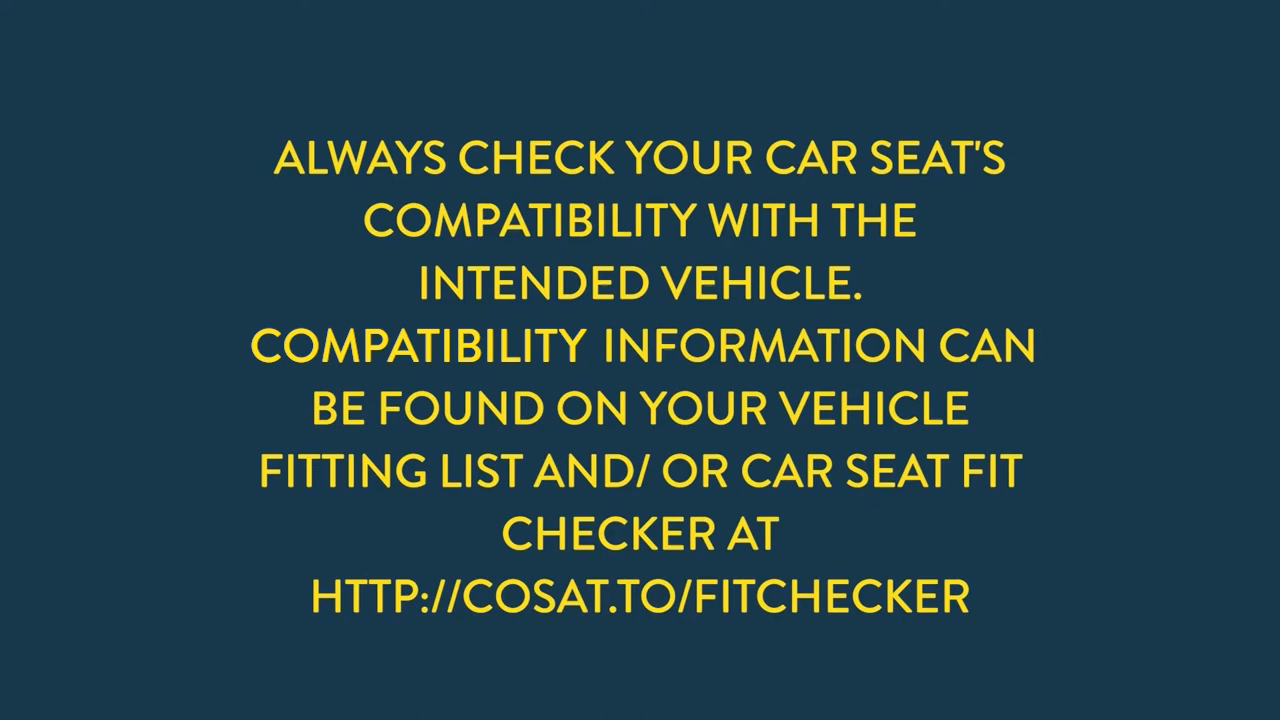 ALWAYS CHECK YOUR CAR SEAT'S
COMPATIBILITY WITH THE
INTENDED VEHICLE.
COMPATIBILITY INFORMATION CAN
BE FOUND ON YOUR VEHICLE
FITTING LIST AND/ OR CAR SEAT FIT
CHECKER AT
HTTP://COSAT.TO/FITCHECKER